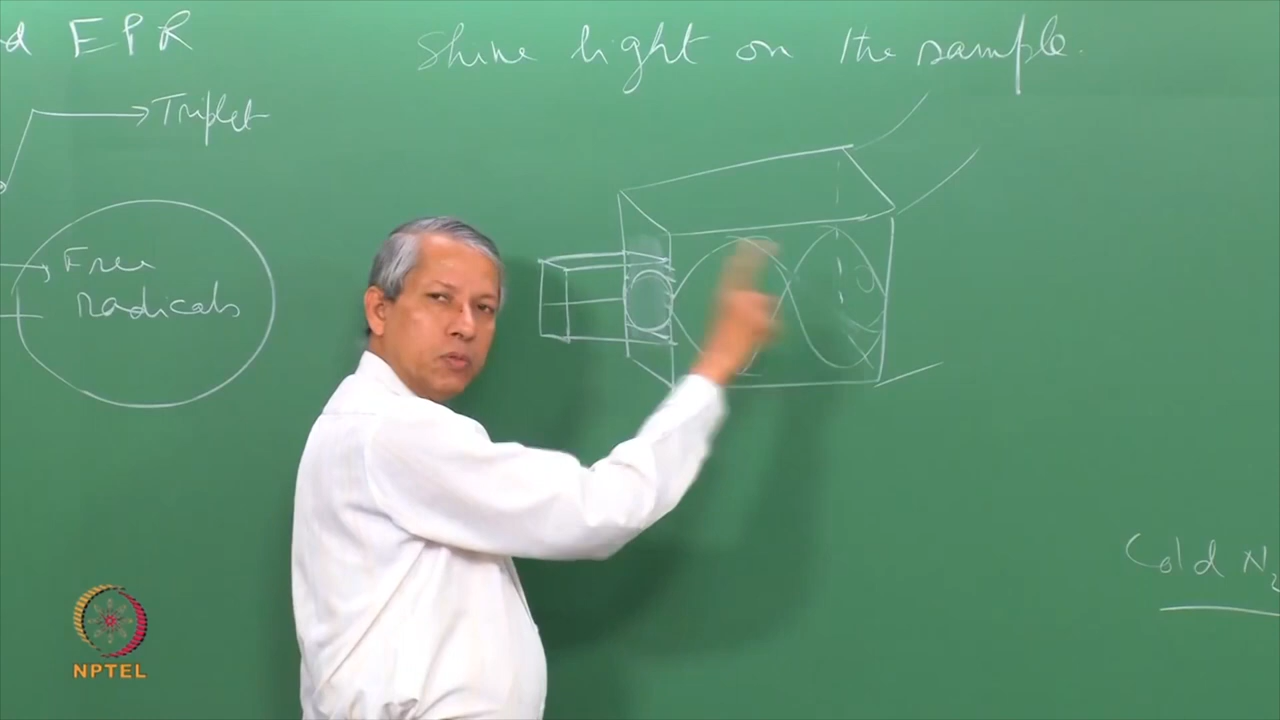 d EPR
Shine light on the sample.
Triplet
Free
radicals
Cold N2
NPTEL